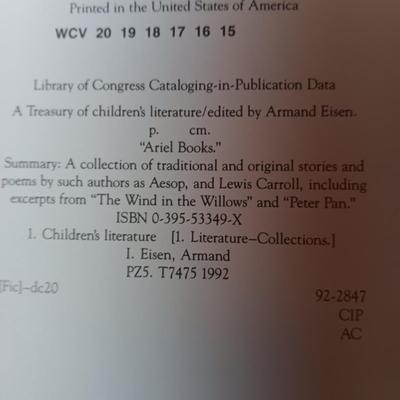 Printed in the United States of America
WCV 20 19 18 17 16 15
Library of Congress Cataloging-in-Publication Data
A Treasury of children's literature/edited by Armand Eisen.
p. cm.
"Ariel Books."
Summary: A collection of traditional and original stories and
poems by such authors as Aesop, and Lewis Carroll, including
excerpts from "The Wind in the Willows" and "Peter Pan."
ISBN 0-395-53349-X
1. Children's literature [1. Literature—Collections.]
I. Eisen, Armand
PZ5. T7475 1992
[Fic]—dc20 92-2847
CIP
AC